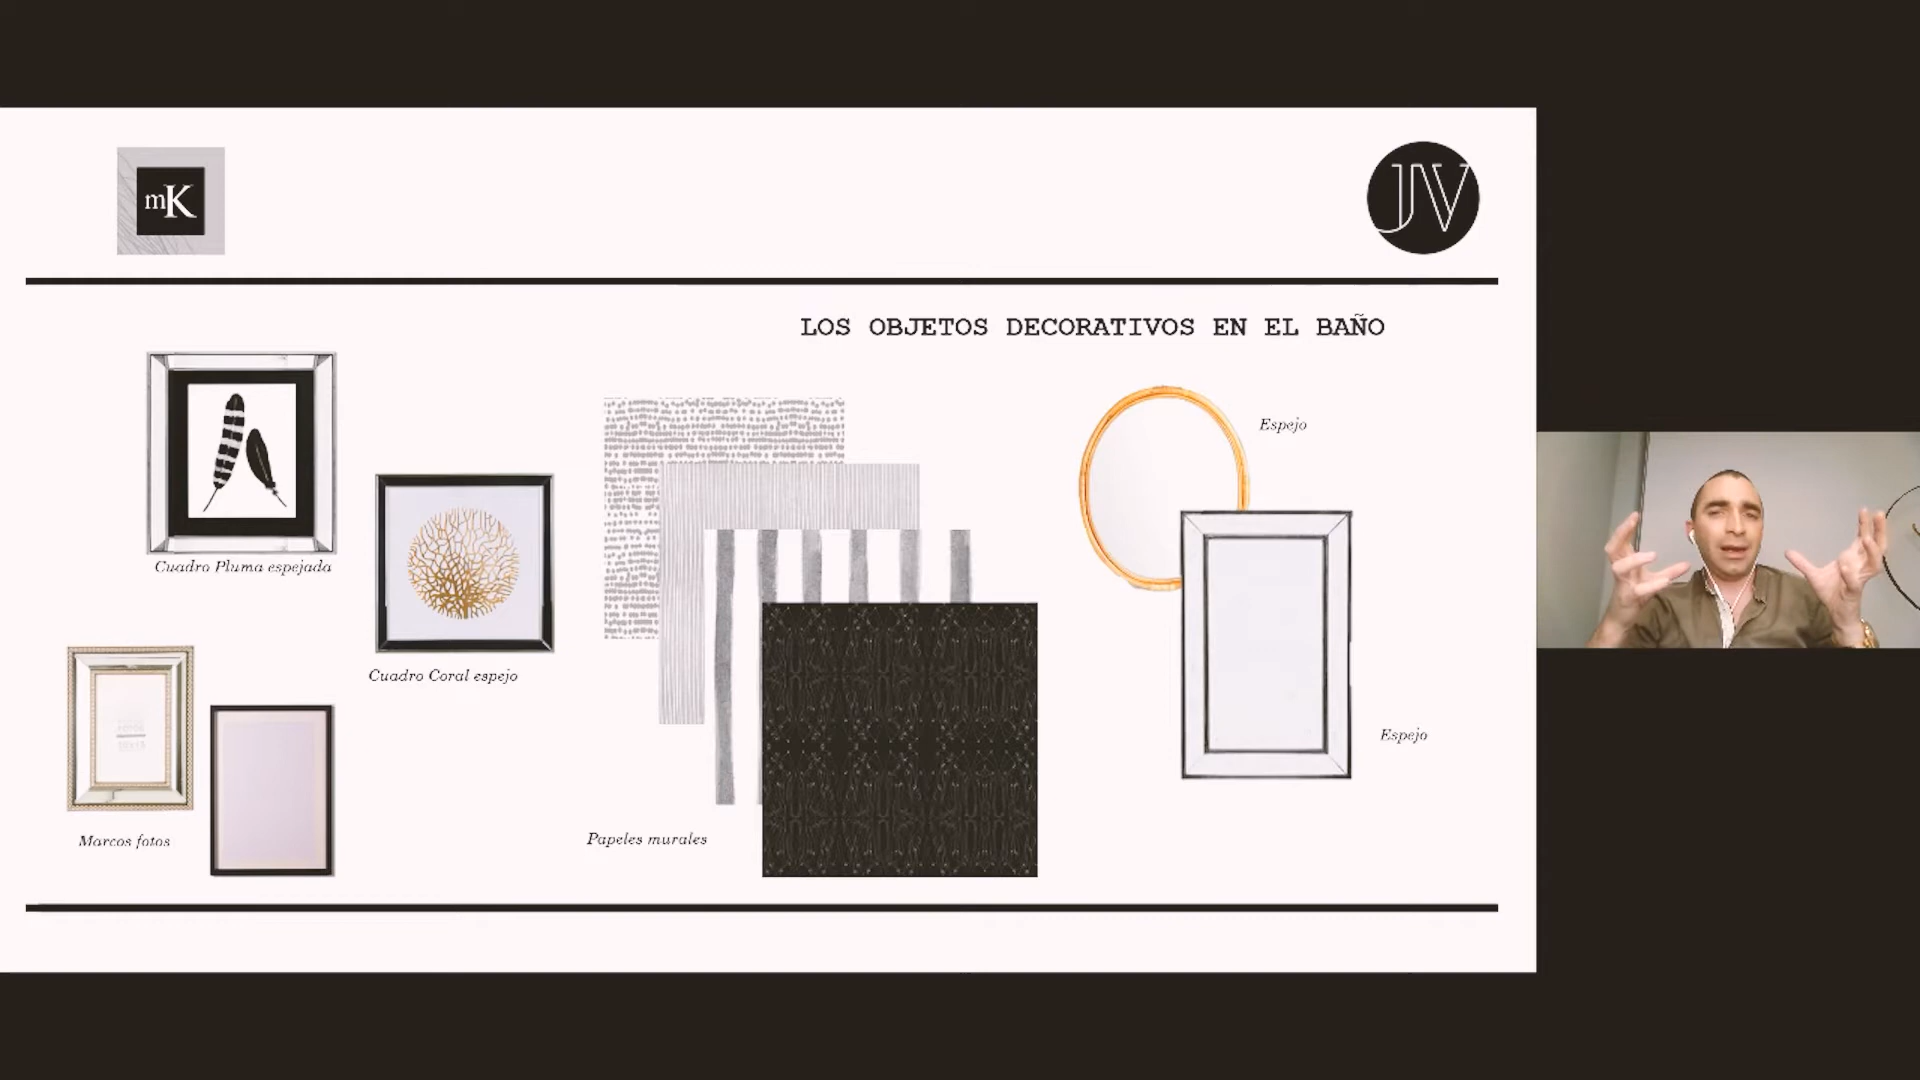 mK
JV
LOS OBJETOS DECORATIVOS EN EL BAÑO
Espejo
Cuadro Pluma espejada
Cuadro Coral espejo
Espejo
Marcos fotos
Papeles murales